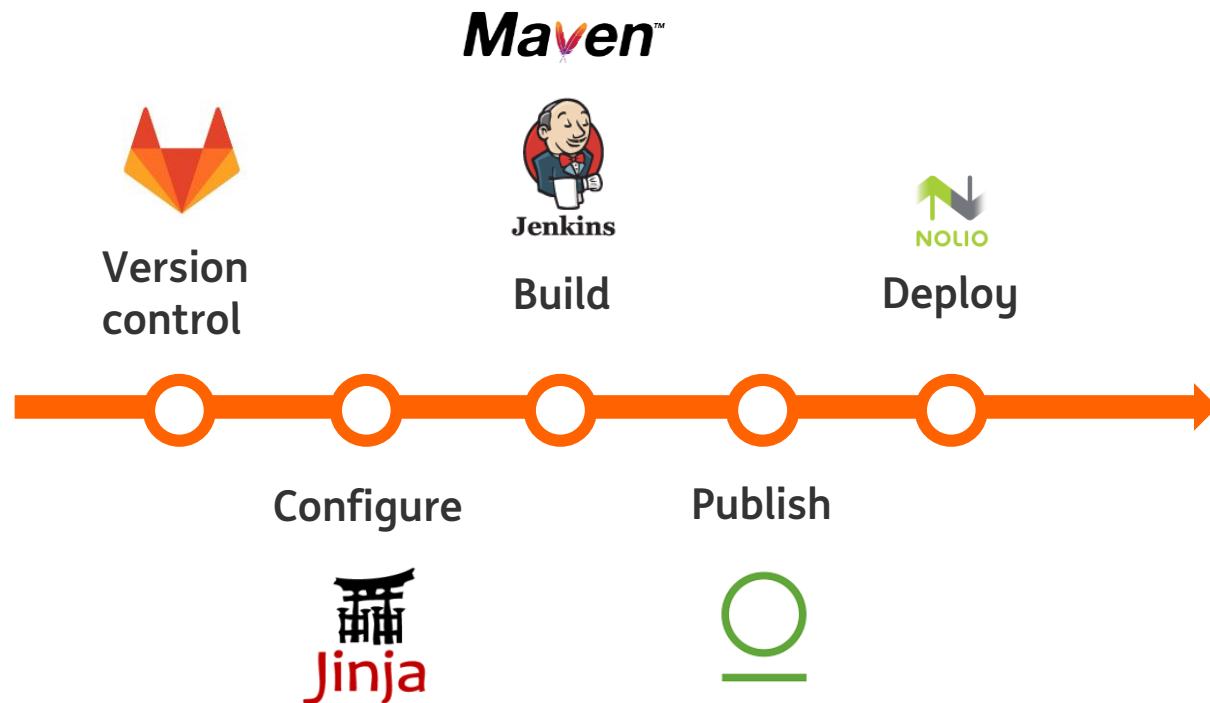 Maven™
Jenkins
NOLIO
Version
control
Build
Deploy
Configure
Publish
Jinja